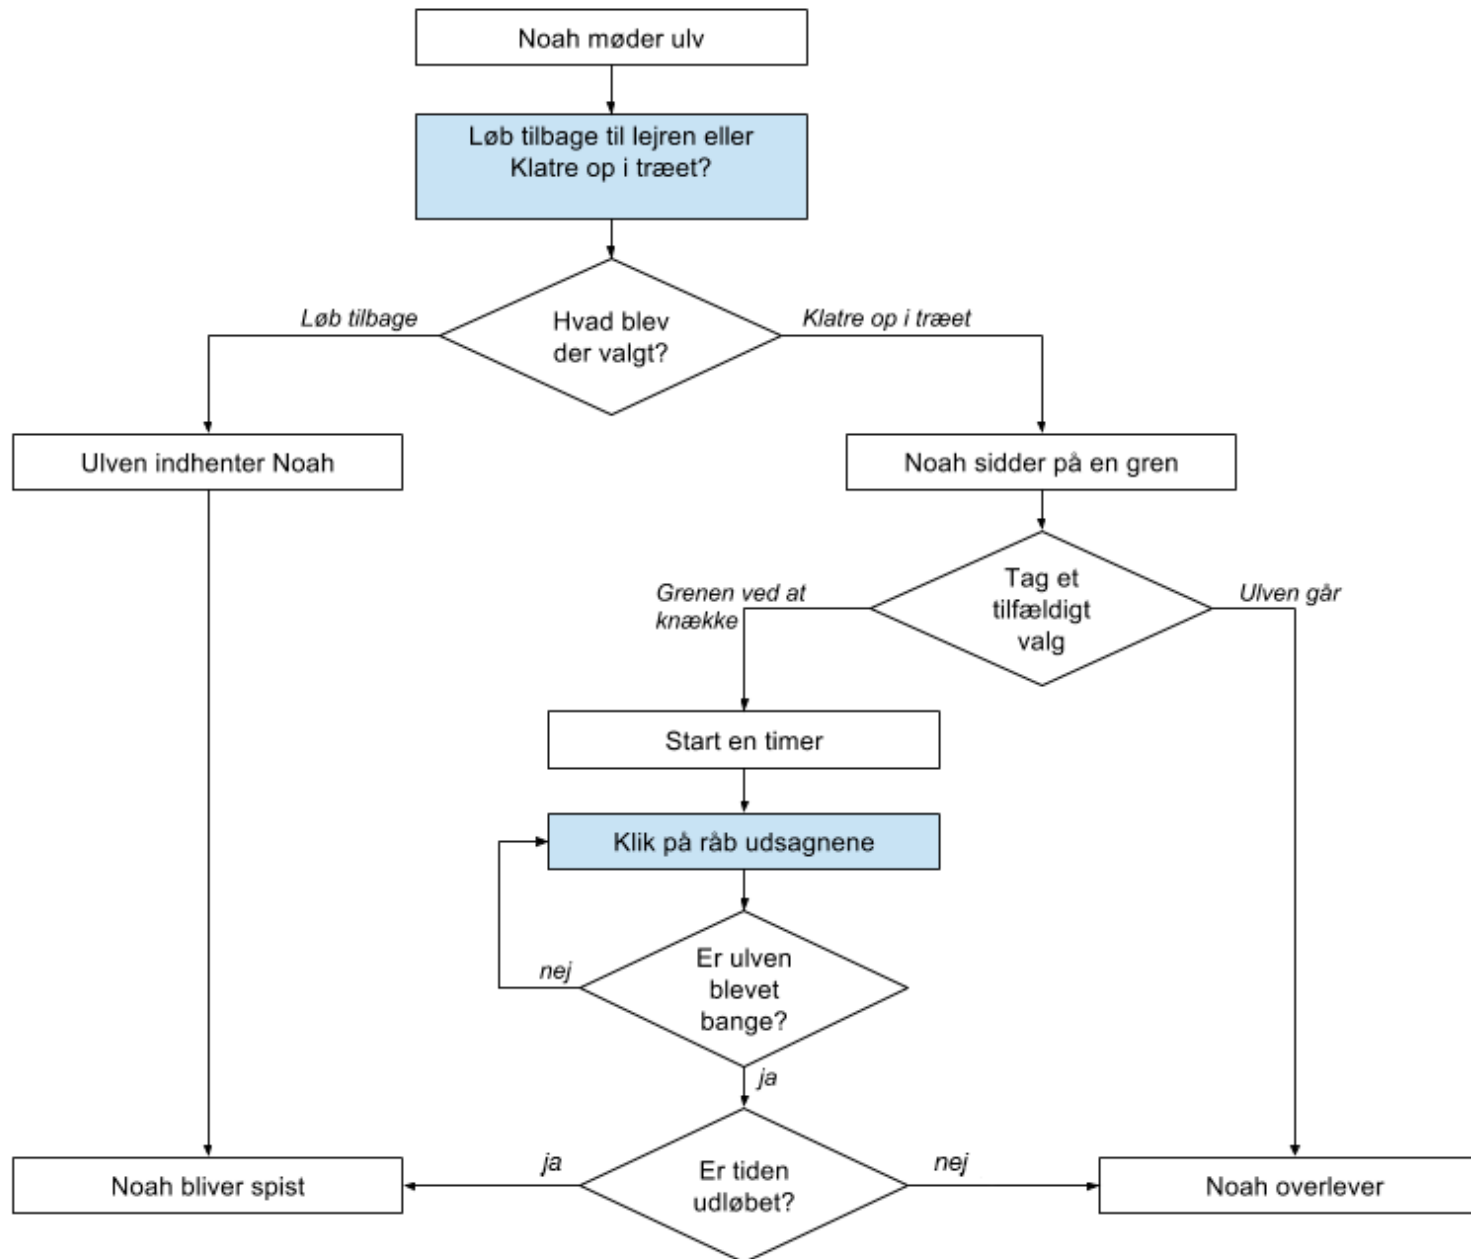 Noah møder ulv
Løb tilbage til lejren eller
Klatre op i træet?
Hvad blev
der valgt?
Løb tilbage
Klatre op i træet
Ulven indhenter Noah
Noah sidder på en gren
Tag et
tilfældigt
valg
Grenen ved at
knække
Ulven går
Start en timer
Klik på råb udsagnene
Er ulven
blevet
bange?
nej
ja
Er tiden
udløbet?
ja
nej
Noah bliver spist
Noah overlever